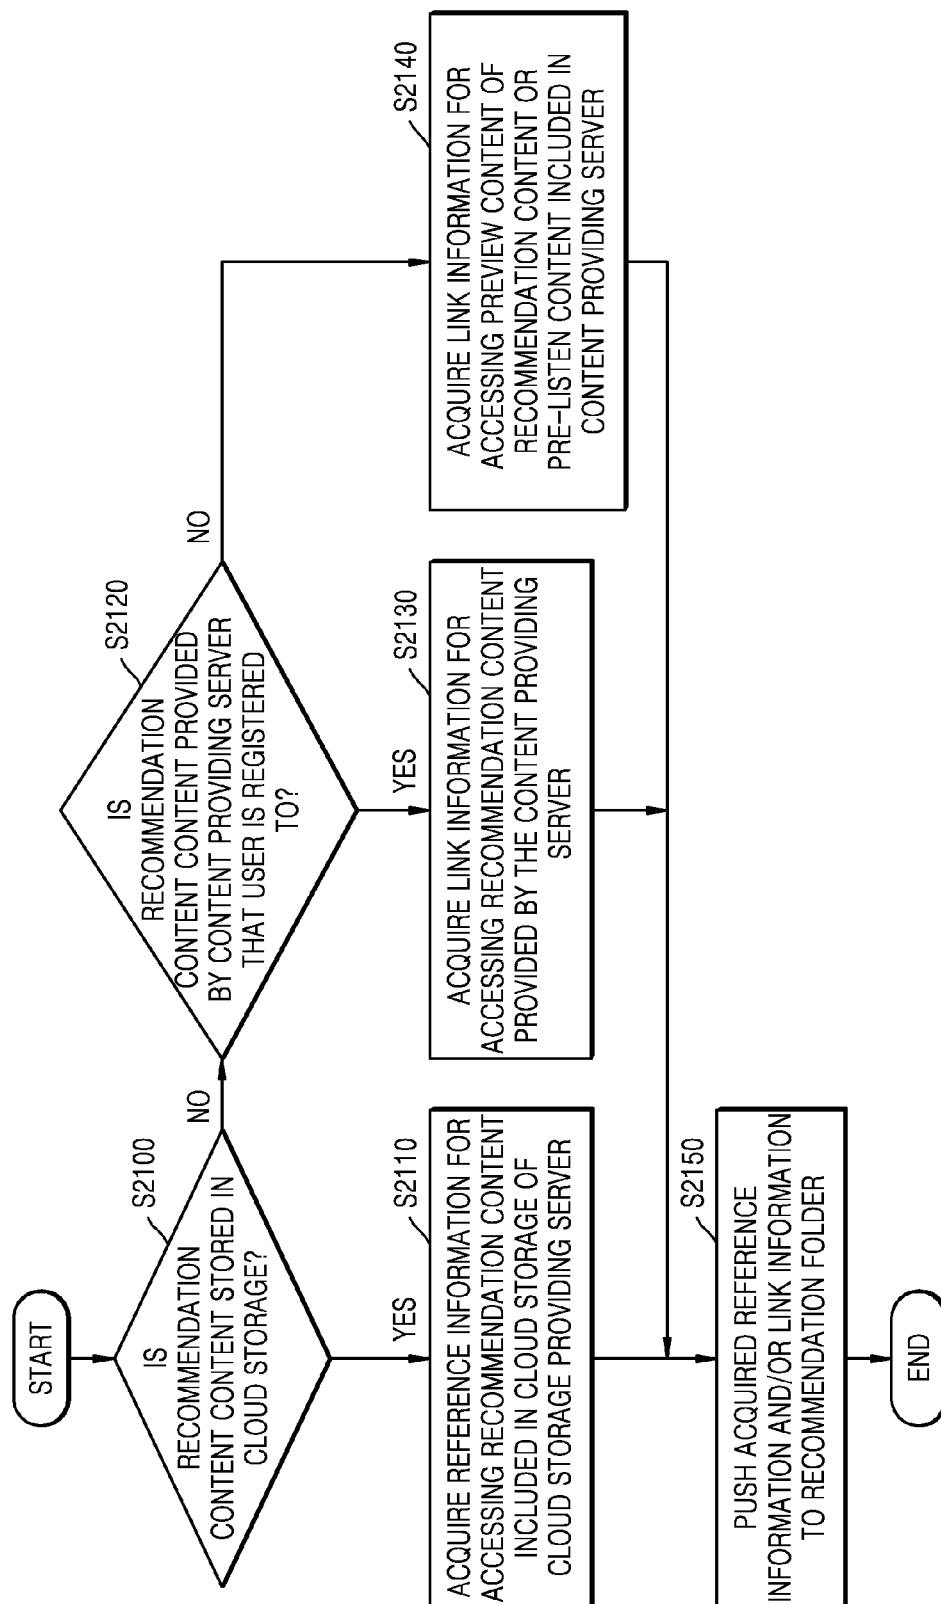 START
S2100
IS
RECOMMENDATION
CONTENT CONTENT STORED IN
CLOUD STORAGE?
NO
YES
S2110
ACQUIRE REFERENCE INFORMATION FOR
ACCESSING RECOMMENDATION CONTENT
INCLUDED IN CLOUD STORAGE OF
CLOUD STORAGE PROVIDING SERVER
S2120
IS
RECOMMENDATION
CONTENT CONTENT PROVIDED
BY CONTENT PROVIDING SERVER
THAT USER IS REGISTERED
TO?
NO
YES
S2130
ACQUIRE LINK INFORMATION FOR
ACCESSING RECOMMENDATION CONTENT
PROVIDED BY THE CONTENT PROVIDING
SERVER
S2140
ACQUIRE LINK INFORMATION FOR
ACCESSING PREVIEW CONTENT OF
RECOMMENDATION CONTENT OR
PRE-LISTEN CONTENT INCLUDED IN
CONTENT PROVIDING SERVER
S2150
PUSH ACQUIRED REFERENCE
INFORMATION AND/OR LINK INFORMATION
TO RECOMMENDATION FOLDER
END